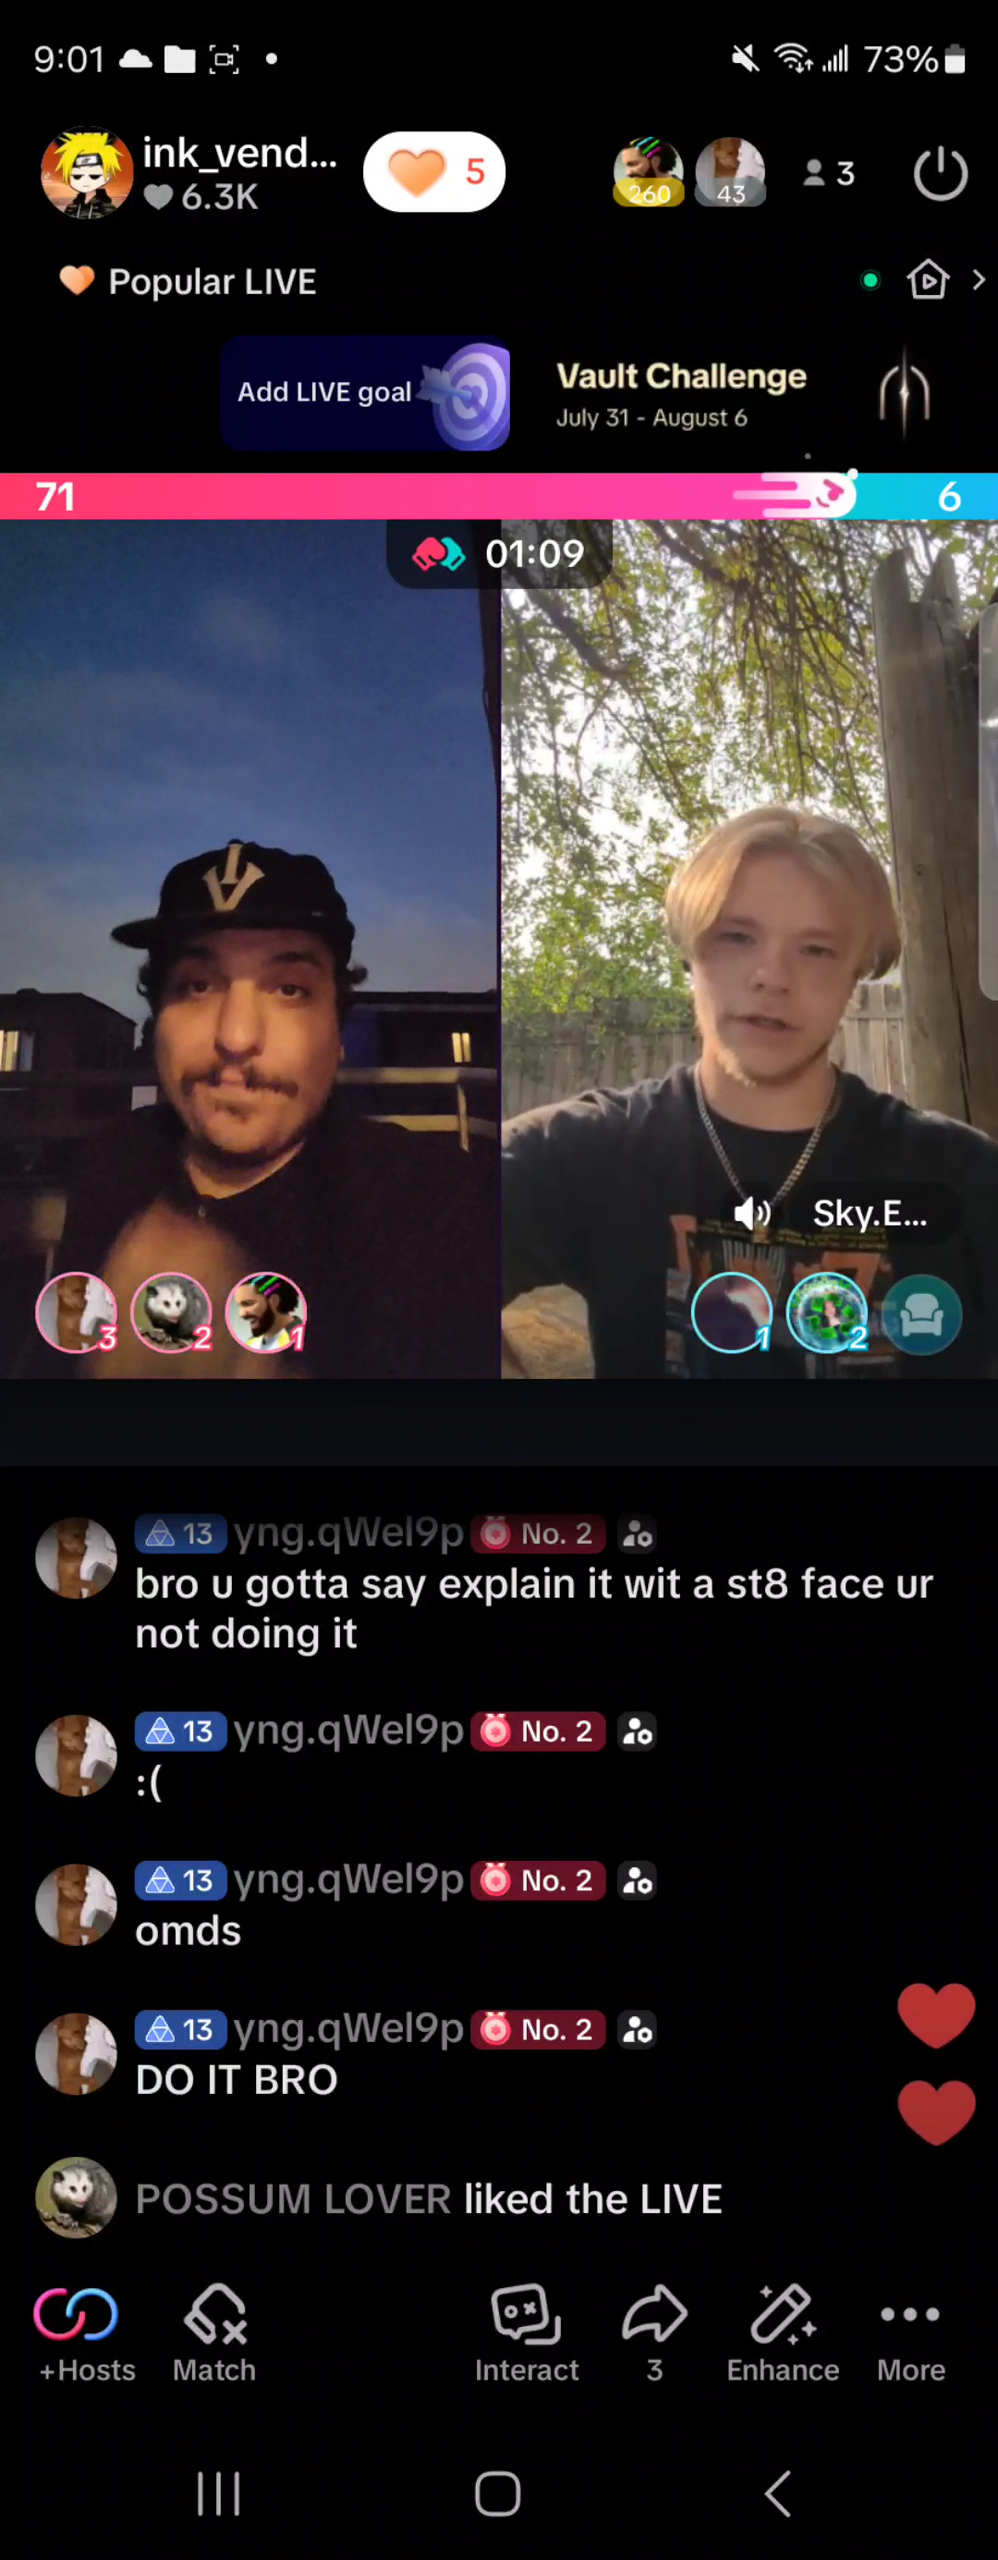 9:01
73%
ink_vend...
6.3K
5
260
43
3
Popular LIVE
Add LIVE goal
Vault Challenge
July 31 - August 6
71
6
01:09
Sky.E...
3
2
1
1
2
13 yng.qWel9p No. 2
bro u gotta say explain it wit a st8 face ur
not doing it
13 yng.qWel9p No. 2
:(
13 yng.qWel9p No. 2
omds
13 yng.qWel9p No. 2
DO IT BRO
POSSUM LOVER liked the LIVE
+Hosts
Match
Interact
3
Enhance
More